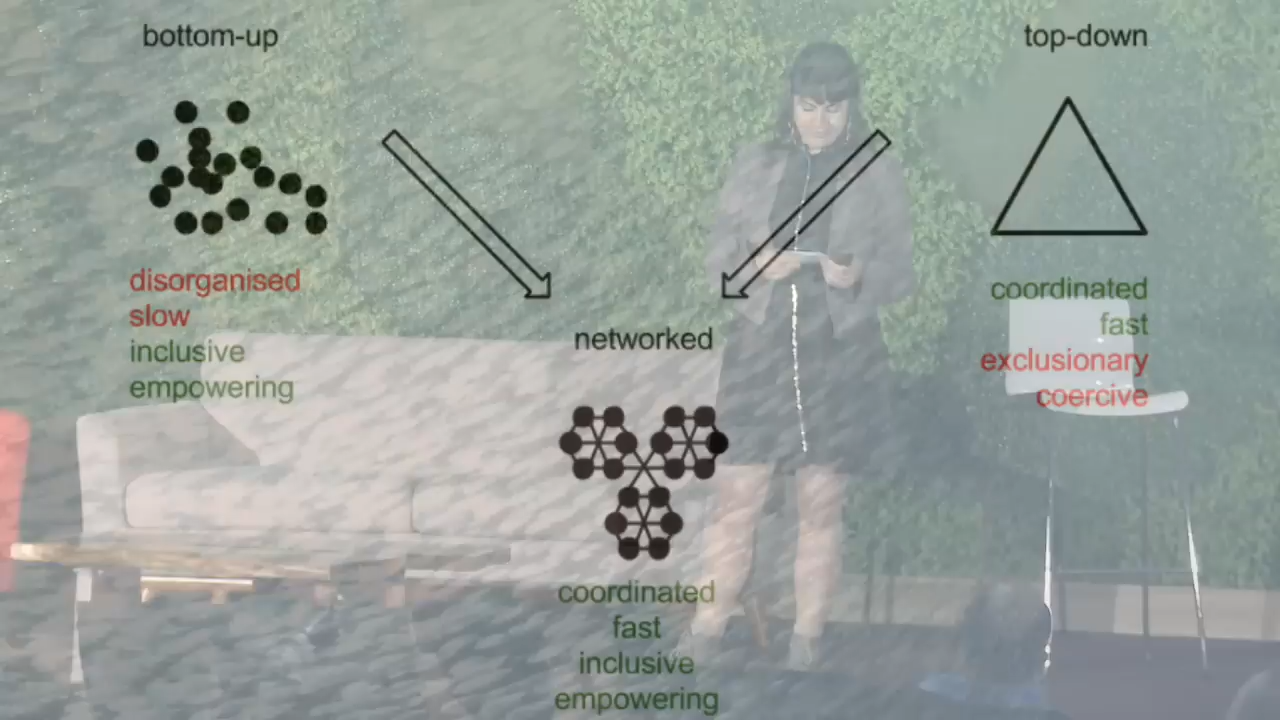 bottom-up
top-down
disorganised
slow
inclusive
empowering
coordinated
fast
exclusionary
coercive
networked
coordinated
fast
inclusive
empowering